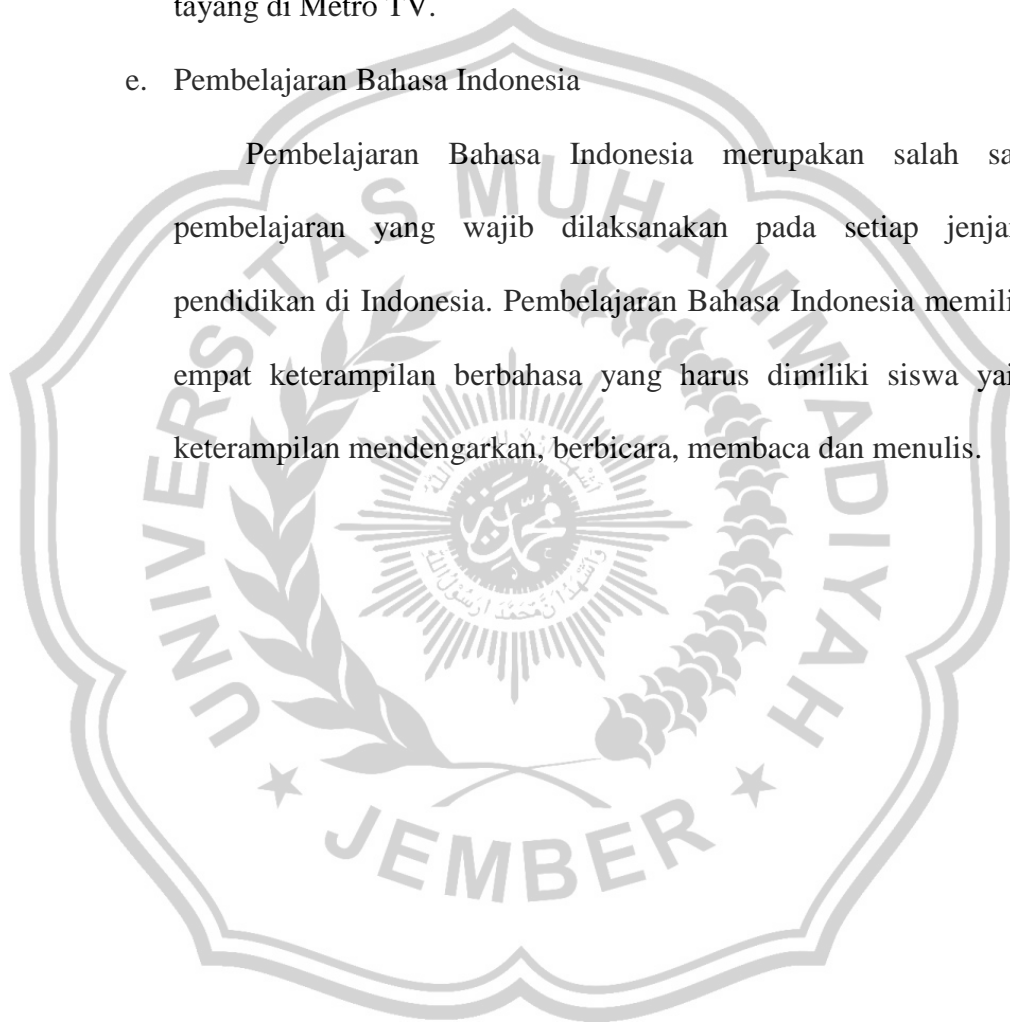 tayang di Metro TV.
e. Pembelajaran Bahasa Indonesia
Pembelajaran Bahasa Indonesia merupakan salah sa
pembelajaran yang wajib dilaksanakan pada setiap jenjan
pendidikan di Indonesia. Pembelajaran Bahasa Indonesia memili
empat keterampilan berbahasa yang harus dimiliki siswa yai
keterampilan mendengarkan, berbicara, membaca dan menulis.
UNIVERSITAS MUHAMMADIYAH
JEMBER